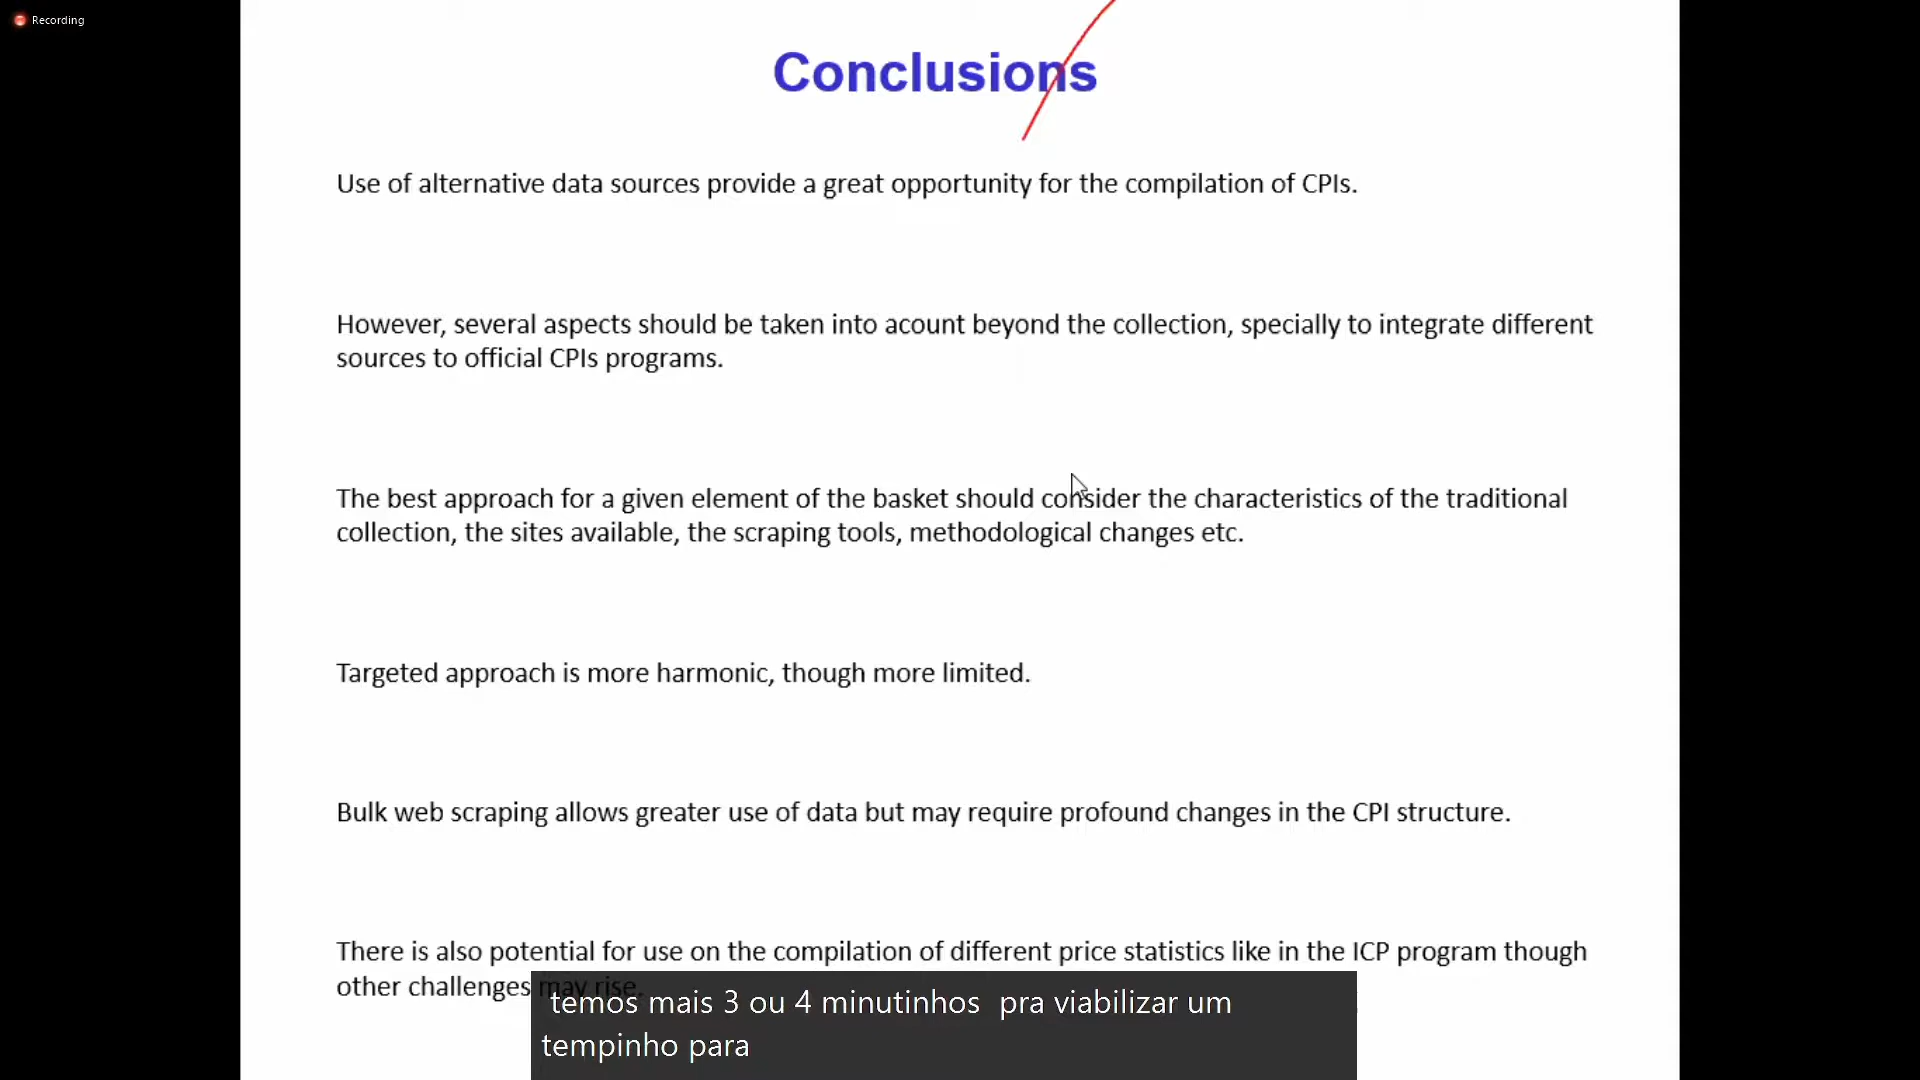 Recording
Conclusions
Use of alternative data sources provide a great opportunity for the compilation of CPIs.
However, several aspects should be taken into acount beyond the collection, specially to integrate different
sources to official CPIs programs.
The best approach for a given element of the basket should consider the characteristics of the traditional
collection, the sites available, the scraping tools, methodological changes etc.
Targeted approach is more harmonic, though more limited.
Bulk web scraping allows greater use of data but may require profound changes in the CPI structure.
There is also potential for use on the compilation of different price statistics like in the ICP program though
other challenges may rise.
temos mais 3 ou 4 minutinhos pra viabilizar um
tempinho para